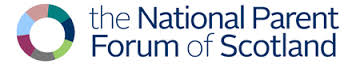 the National Parent
Forum of Scotland